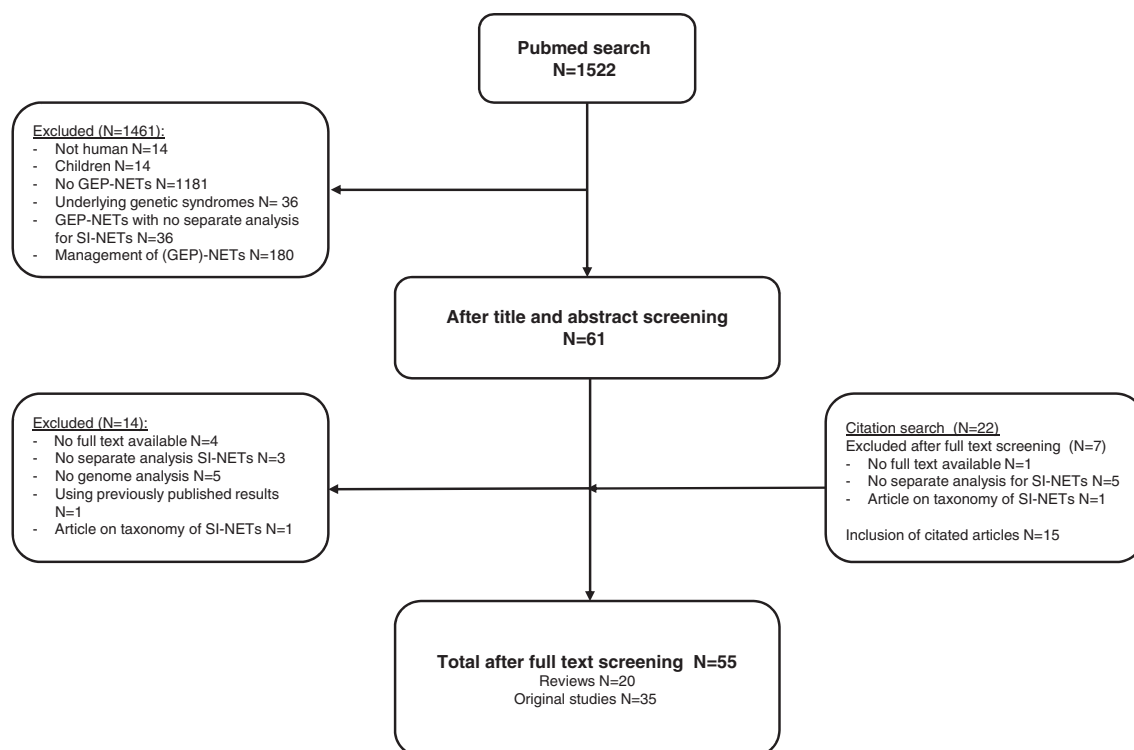 Pubmed search
N=1522
Excluded (N=1461):
- Not human N=14
- Children N=14
- No GEP-NETs N=1181
- Underlying genetic syndromes N= 36
- GEP-NETs with no separate analysis
for SI-NETs N=36
- Management of (GEP)-NETs N=180
After title and abstract screening
N=61
Excluded (N=14):
- No full text available N=4
- No separate analysis SI-NETs N=3
- No genome analysis N=5
- Using previously published results
N=1
- Article on taxonomy of SI-NETs N=1
Citation search (N=22)
Excluded after full text screening (N=7)
- No full text available N=1
- No separate analysis for SI-NETs N=5
- Article on taxonomy of SI-NETs N=1
Inclusion of citated articles N=15
Total after full text screening N=55
Reviews N=20
Original studies N=35